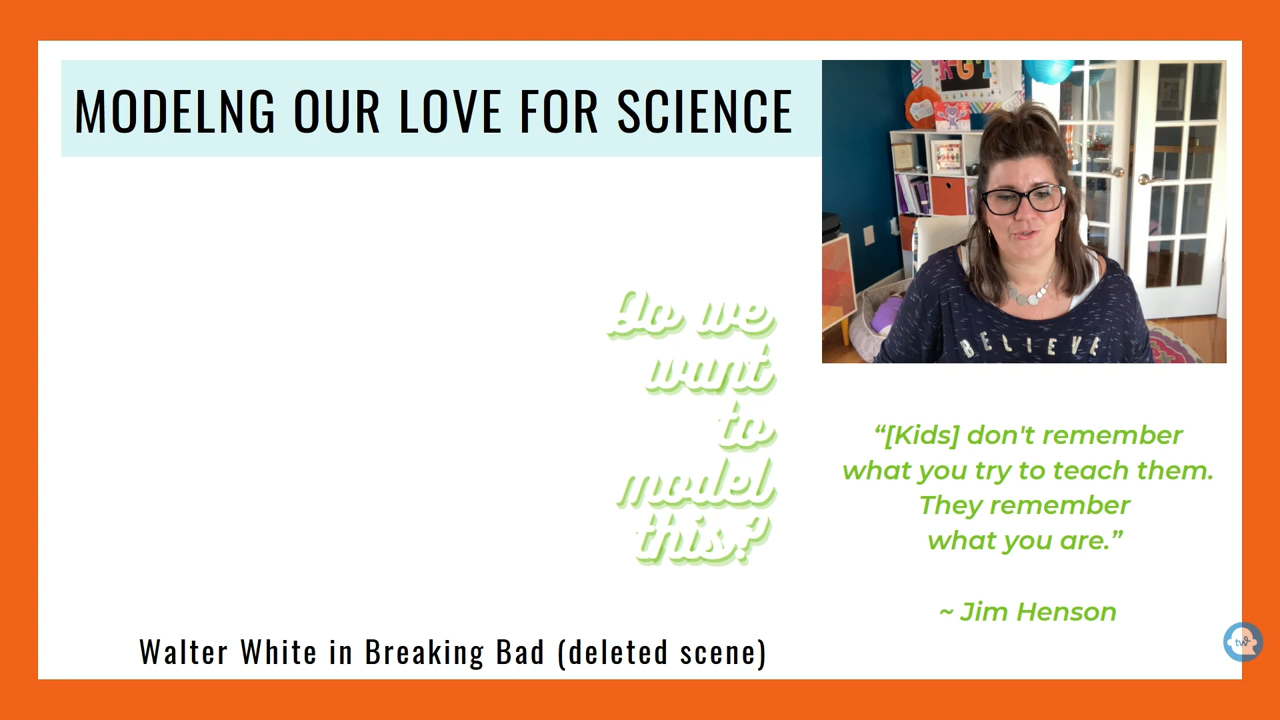 MODELNG OUR LOVE FOR SCIENCE
Do we
want
to
model
this?
BELIEVE
“[Kids] don't remember
what you try to teach them.
They remember
what you are.”
~ Jim Henson
Walter White in Breaking Bad (deleted scene)
tw